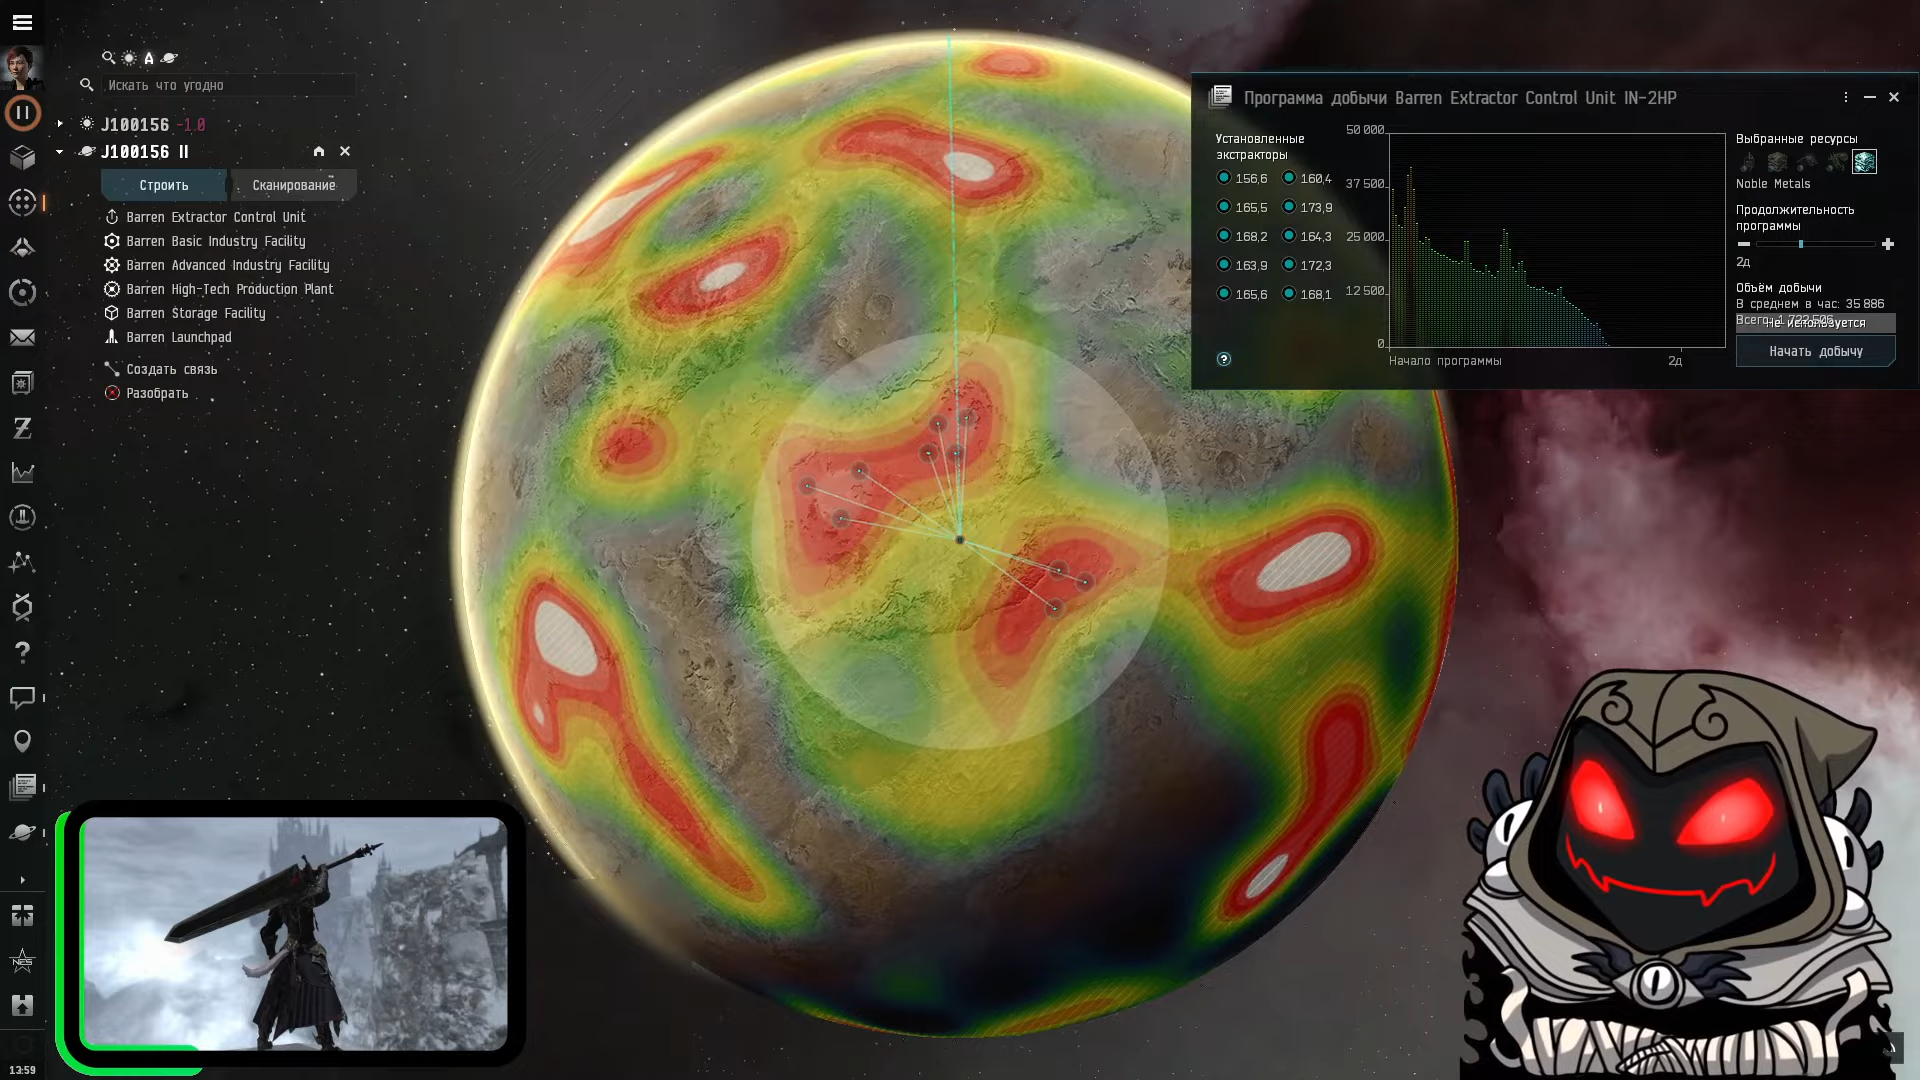 Искать что угодно
J100156 -1.0
J100156 II
Строить
Сканирование
Barren Extractor Control Unit
Barren Basic Industry Facility
Barren Advanced Industry Facility
Barren High-Tech Production Plant
Barren Storage Facility
Barren Launchpad
Создать связь
Разобрать
A
NES
13:59
Программа добычи Barren Extractor Control Unit IN-2HP
Установленные
экстракторы
156,6 160,4
165,5 173,9
168,2 164,3
163,9 172,3
165,6 168,1
50 000
37 500
25 000
12 500
0
Начало программы
2д
Выбранные ресурсы
Noble Metals
Продолжительность
программы
2д
Объём добычи
В среднем в час: 35 886
Всего: 1 722 506
Не используется
Начать добычу